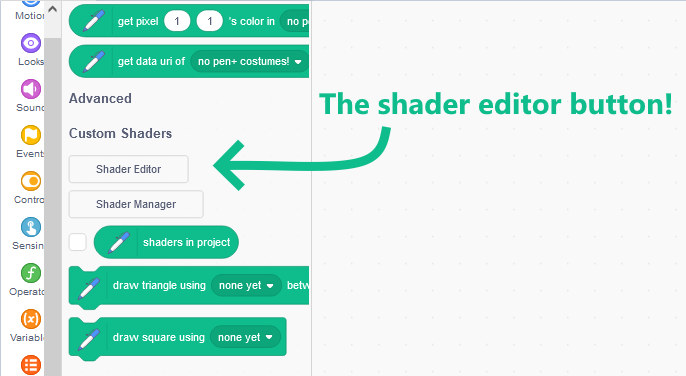 Motion
get pixel 1 1 's color in no pe
Looks
get data uri of no pen+ costumes!
Sound
Advanced
The shader editor button!
Events
Custom Shaders
Shader Editor
Control
Shader Manager
Sensing
shaders in project
Operato
draw triangle using none yet betw
Variable
draw square using none yet